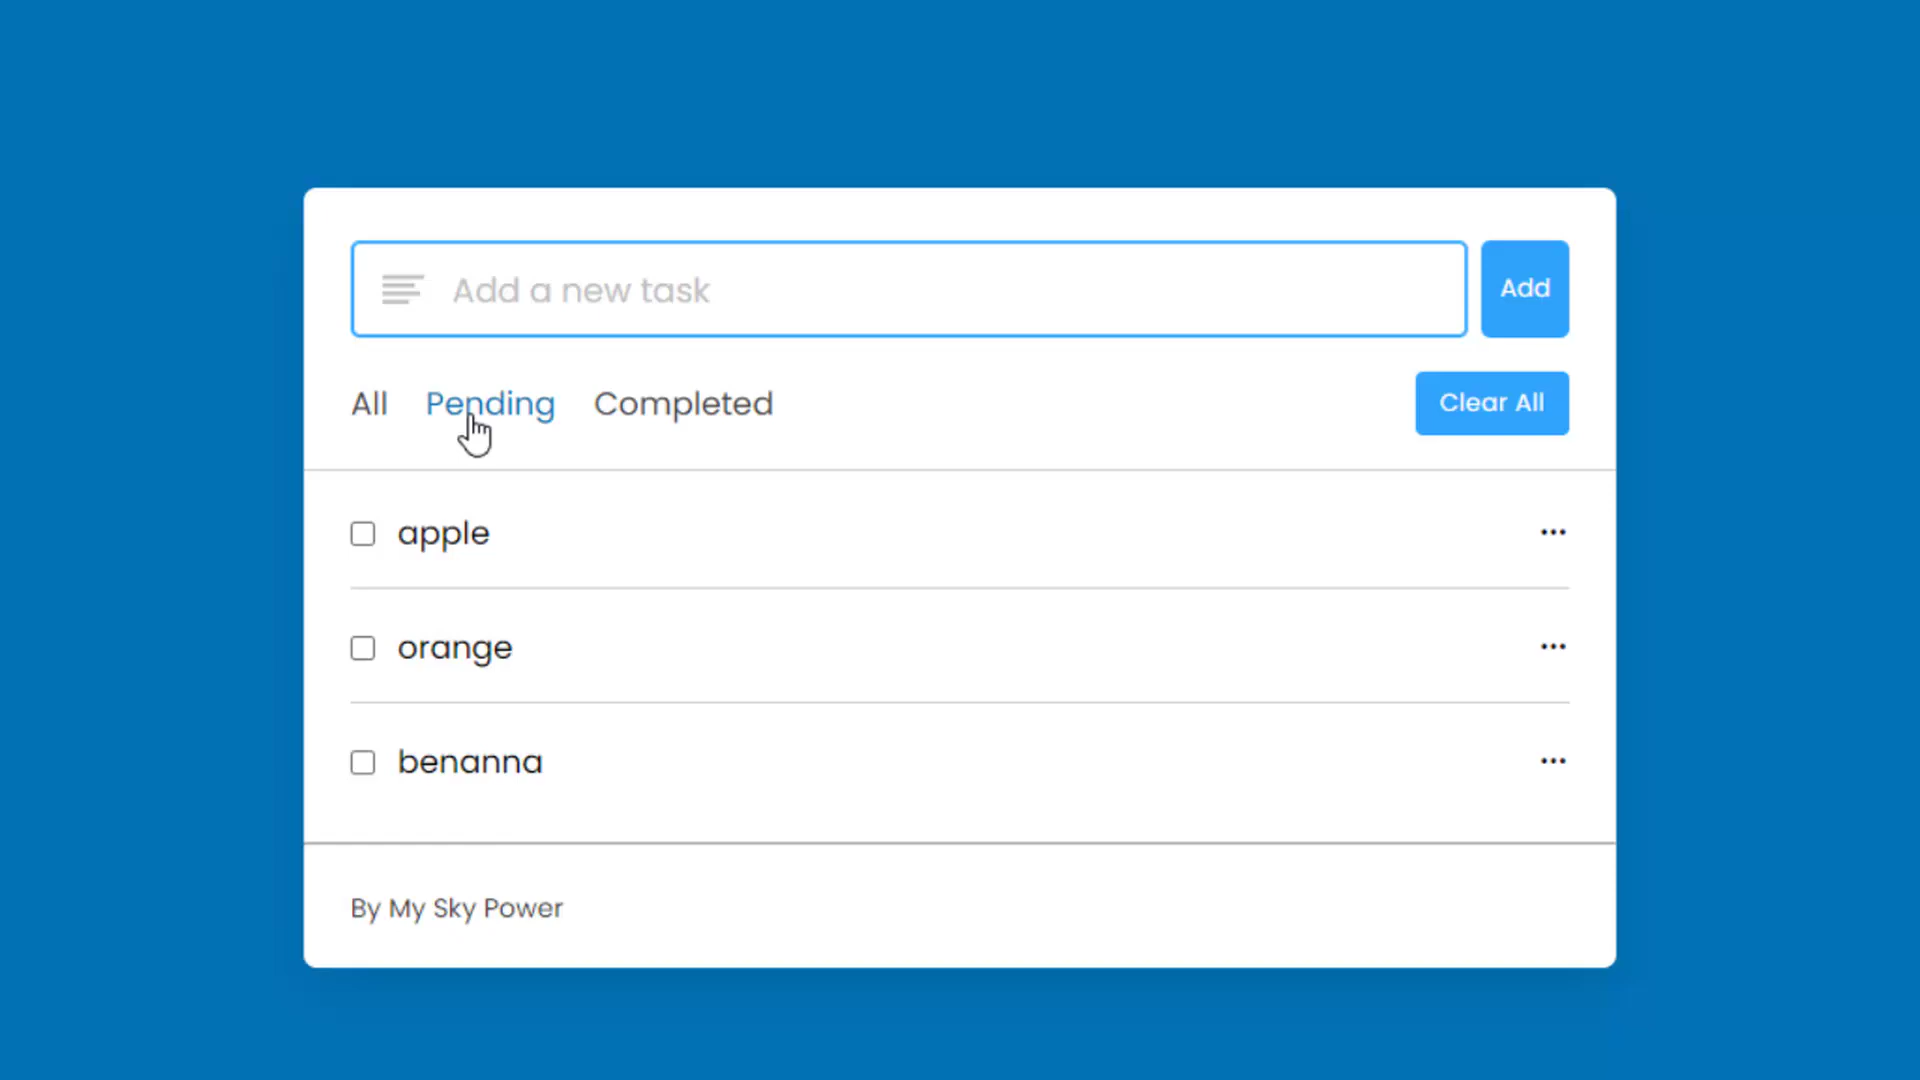 Add a new task
Add
All Pending Completed
Clear All
apple
orange
benanna
By My Sky Power